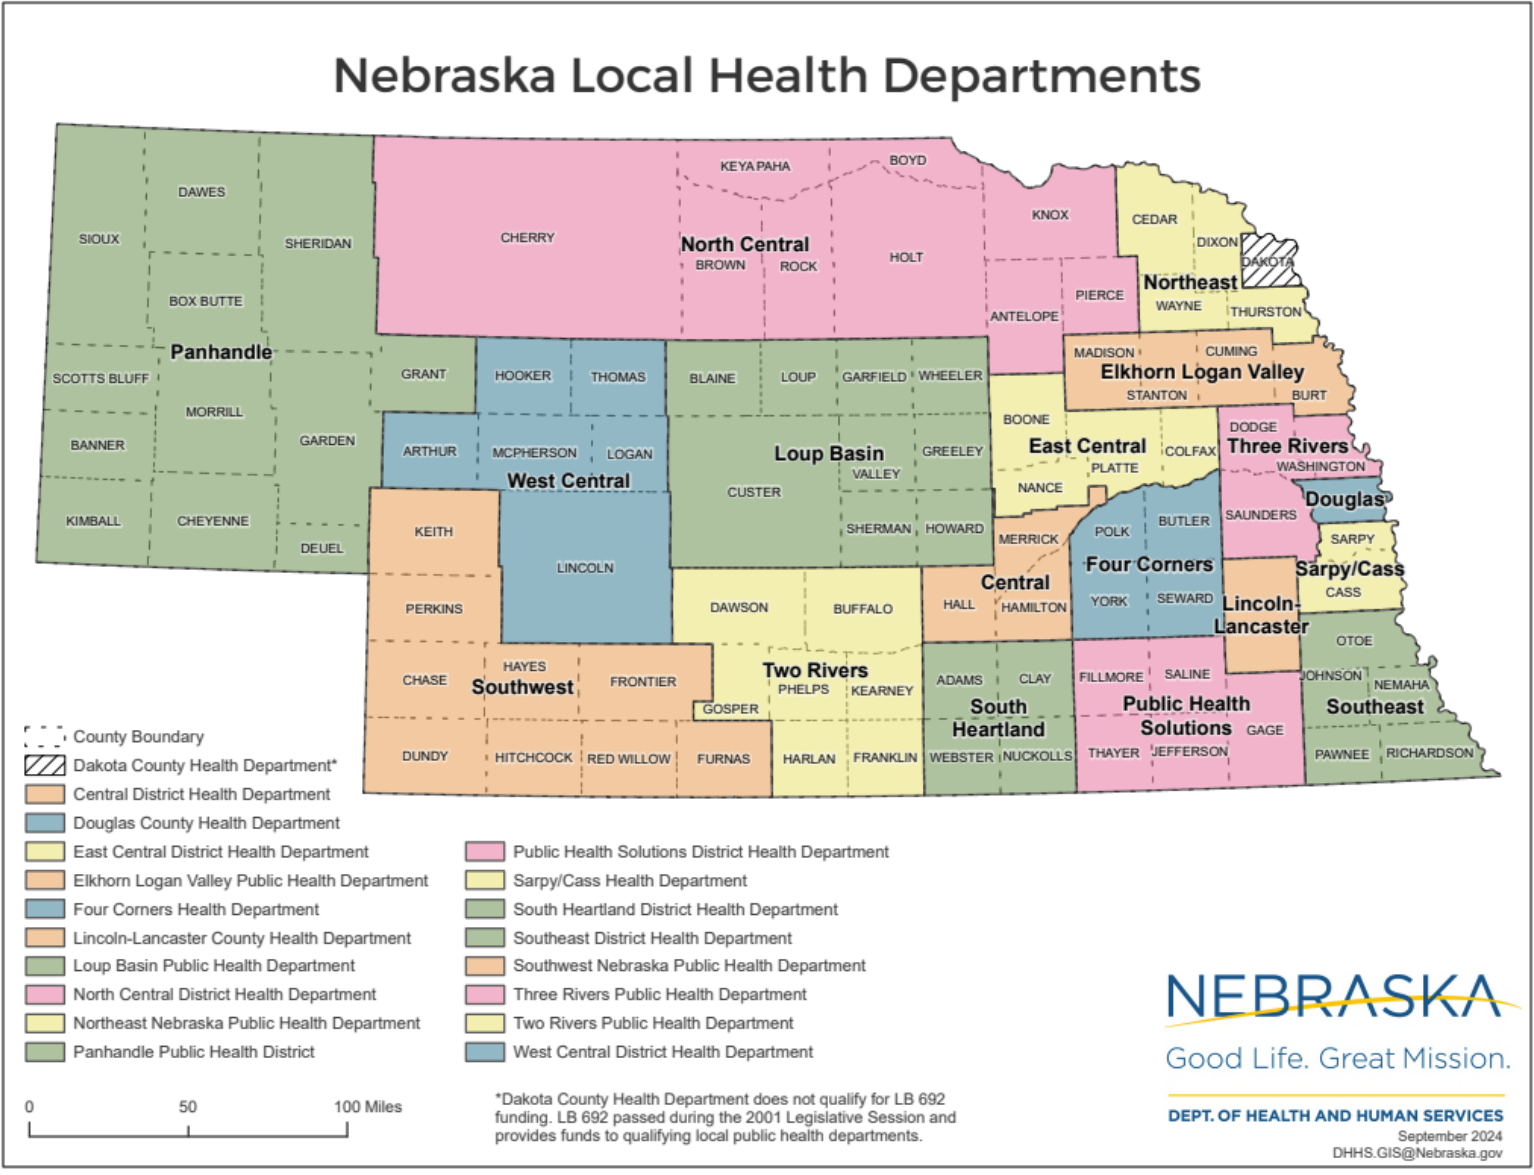 Nebraska Local Health Departments
SIOUX
DAWES
SHERIDAN
BOX BUTTE
Panhandle
SCOTTS BLUFF
MORRILL
BANNER
GARDEN
KIMBALL
CHEYENNE
DEUEL
GRANT
CHERRY
KEYA PAHA
BOYD
North Central
BROWN
ROCK
HOLT
KNOX
ANTELOPE
PIERCE
CEDAR
DIXON
DAKOTA
Northeast
WAYNE
THURSTON
HOOKER
THOMAS
ARTHUR
MCPHERSON
LOGAN
West Central
LINCOLN
BLAINE
LOUP
GARFIELD
WHEELER
Loup Basin
CUSTER
VALLEY
GREELEY
SHERMAN
HOWARD
MADISON
CUMING
Elkhorn Logan Valley
STANTON
BURT
BOONE
East Central
PLATTE
COLFAX
NANCE
DODGE
Three Rivers
WASHINGTON
SAUNDERS
Douglas
SARPY
Sarpy/Cass
CASS
POLK
BUTLER
Four Corners
YORK
SEWARD
MERRICK
Central
HALL
HAMILTON
Lincoln-
Lancaster
KEITH
PERKINS
CHASE
HAYES
FRONTIER
Southwest
DUNDY
HITCHCOCK
RED WILLOW
FURNAS
DAWSON
BUFFALO
Two Rivers
PHELPS
KEARNEY
GOSPER
HARLAN
FRANKLIN
ADAMS
CLAY
South
Heartland
WEBSTER
NUCKOLLS
FILLMORE
SALINE
Public Health
Solutions
GAGE
THAYER
JEFFERSON
OTOE
JOHNSON
NEMAHA
Southeast
PAWNEE
RICHARDSON
County Boundary
Dakota County Health Department*
Central District Health Department
Douglas County Health Department
East Central District Health Department
Elkhorn Logan Valley Public Health Department
Four Corners Health Department
Lincoln-Lancaster County Health Department
Loup Basin Public Health Department
North Central District Health Department
Northeast Nebraska Public Health Department
Panhandle Public Health District
Public Health Solutions District Health Department
Sarpy/Cass Health Department
South Heartland District Health Department
Southeast District Health Department
Southwest Nebraska Public Health Department
Three Rivers Public Health Department
Two Rivers Public Health Department
West Central District Health Department
0 50 100 Miles
*Dakota County Health Department does not qualify for LB 692
funding. LB 692 passed during the 2001 Legislative Session and
provides funds to qualifying local public health departments.
NEBRASKA
Good Life. Great Mission.
DEPT. OF HEALTH AND HUMAN SERVICES
September 2024
DHHS.GIS@Nebraska.gov